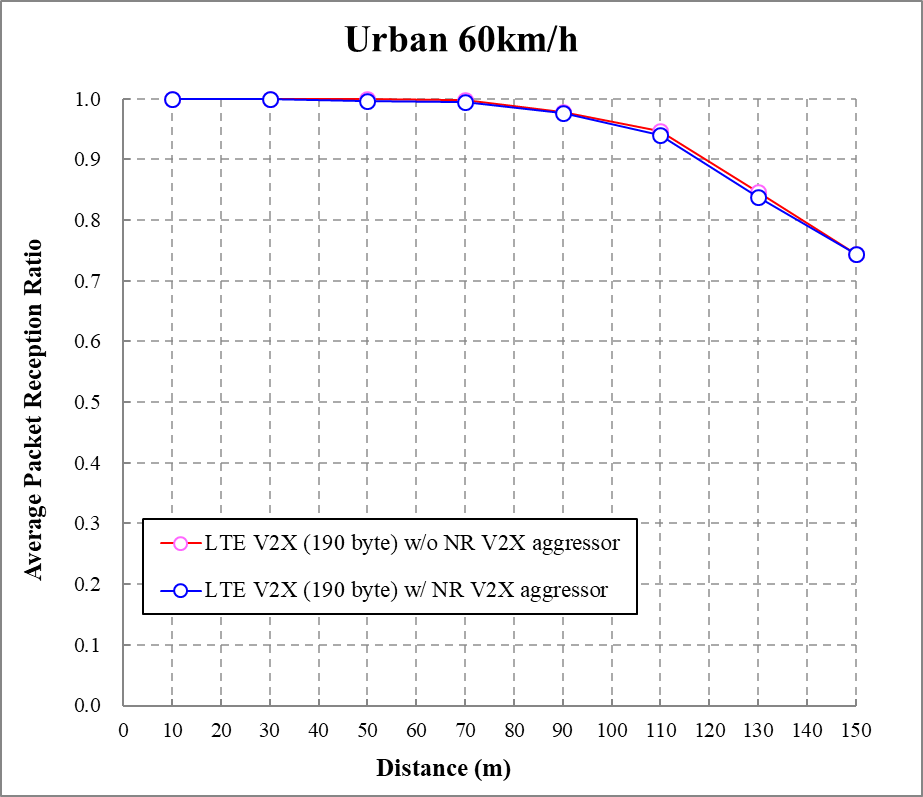 Urban 60km/h
1.0
0.9
0.8
0.7
0.6
0.5
0.4
0.3
0.2
0.1
0.0
Average Packet Reception Ratio
LTE V2X (190 byte) w/o NR V2X aggressor
LTE V2X (190 byte) w/ NR V2X aggressor
0 10 20 30 40 50 60 70 80 90 100 110 120 130 140 150
Distance (m)